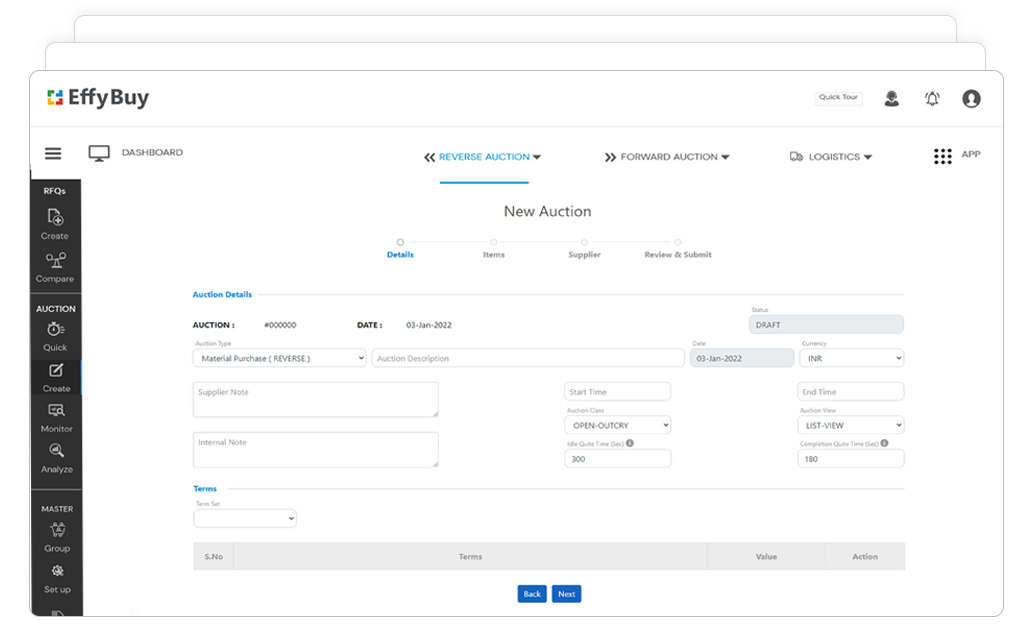 EffyBuy
Quick Tour
DASHBOARD
REVERSE AUCTION
FORWARD AUCTION
LOGISTICS
APP
RFQs
Create
Compare
AUCTION
Quick
Create
Monitor
Analyze
MASTER
Group
Set up
New Auction
Details Items Supplier Review & Submit
Auction Details
Status
AUCTION : #000000 DATE : 03-Jan-2022 DRAFT
Auction Type Date Currency
Material Purchase ( REVERSE ) Auction Description 03-Jan-2022 INR
Supplier Note Start Time End Time
Auction Class Auction View
OPEN-OUTCRY LIST-VIEW
Internal Note Idle Quite Time (Sec) Completion Quite Time (Sec)
300 180
Terms
Term Set
S.No Terms Value Action
Back Next